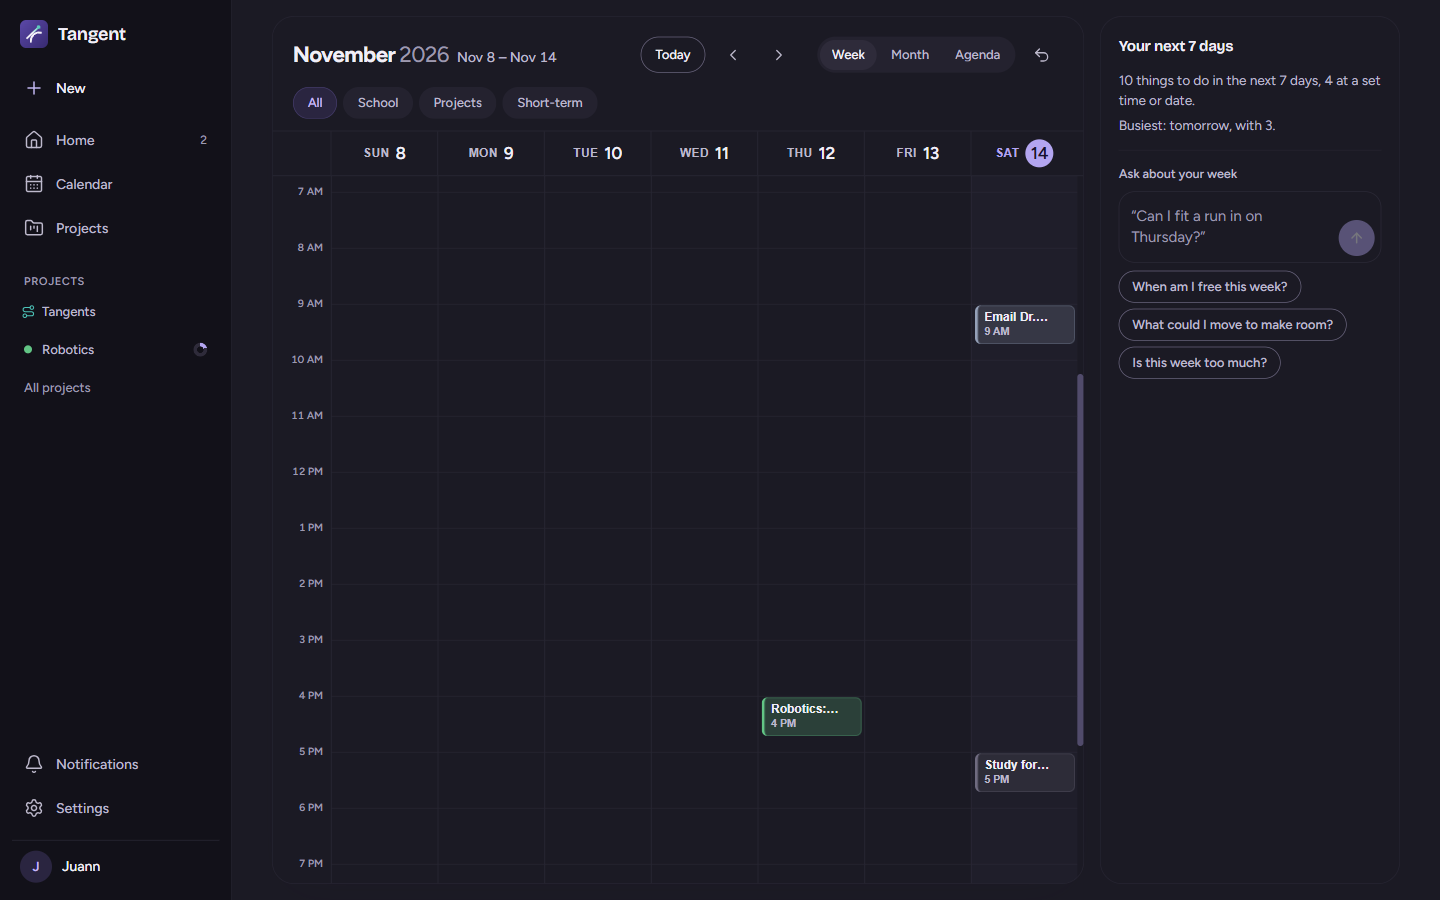 Tangent
New
Home 2
Calendar
Projects
PROJECTS
Tangents
Robotics
All projects
Notifications
Settings
J Juann
November 2026 Nov 8 – Nov 14
Today
Week Month Agenda
All School Projects Short-term
SUN 8 MON 9 TUE 10 WED 11 THU 12 FRI 13 SAT 14
7 AM
8 AM
9 AM
Email Dr.…
9 AM
10 AM
11 AM
12 PM
1 PM
2 PM
3 PM
4 PM
Robotics:…
4 PM
5 PM
Study for…
5 PM
6 PM
7 PM
Your next 7 days
10 things to do in the next 7 days, 4 at a set
time or date.
Busiest: tomorrow, with 3.
Ask about your week
“Can I fit a run in on
Thursday?”
When am I free this week?
What could I move to make room?
Is this week too much?